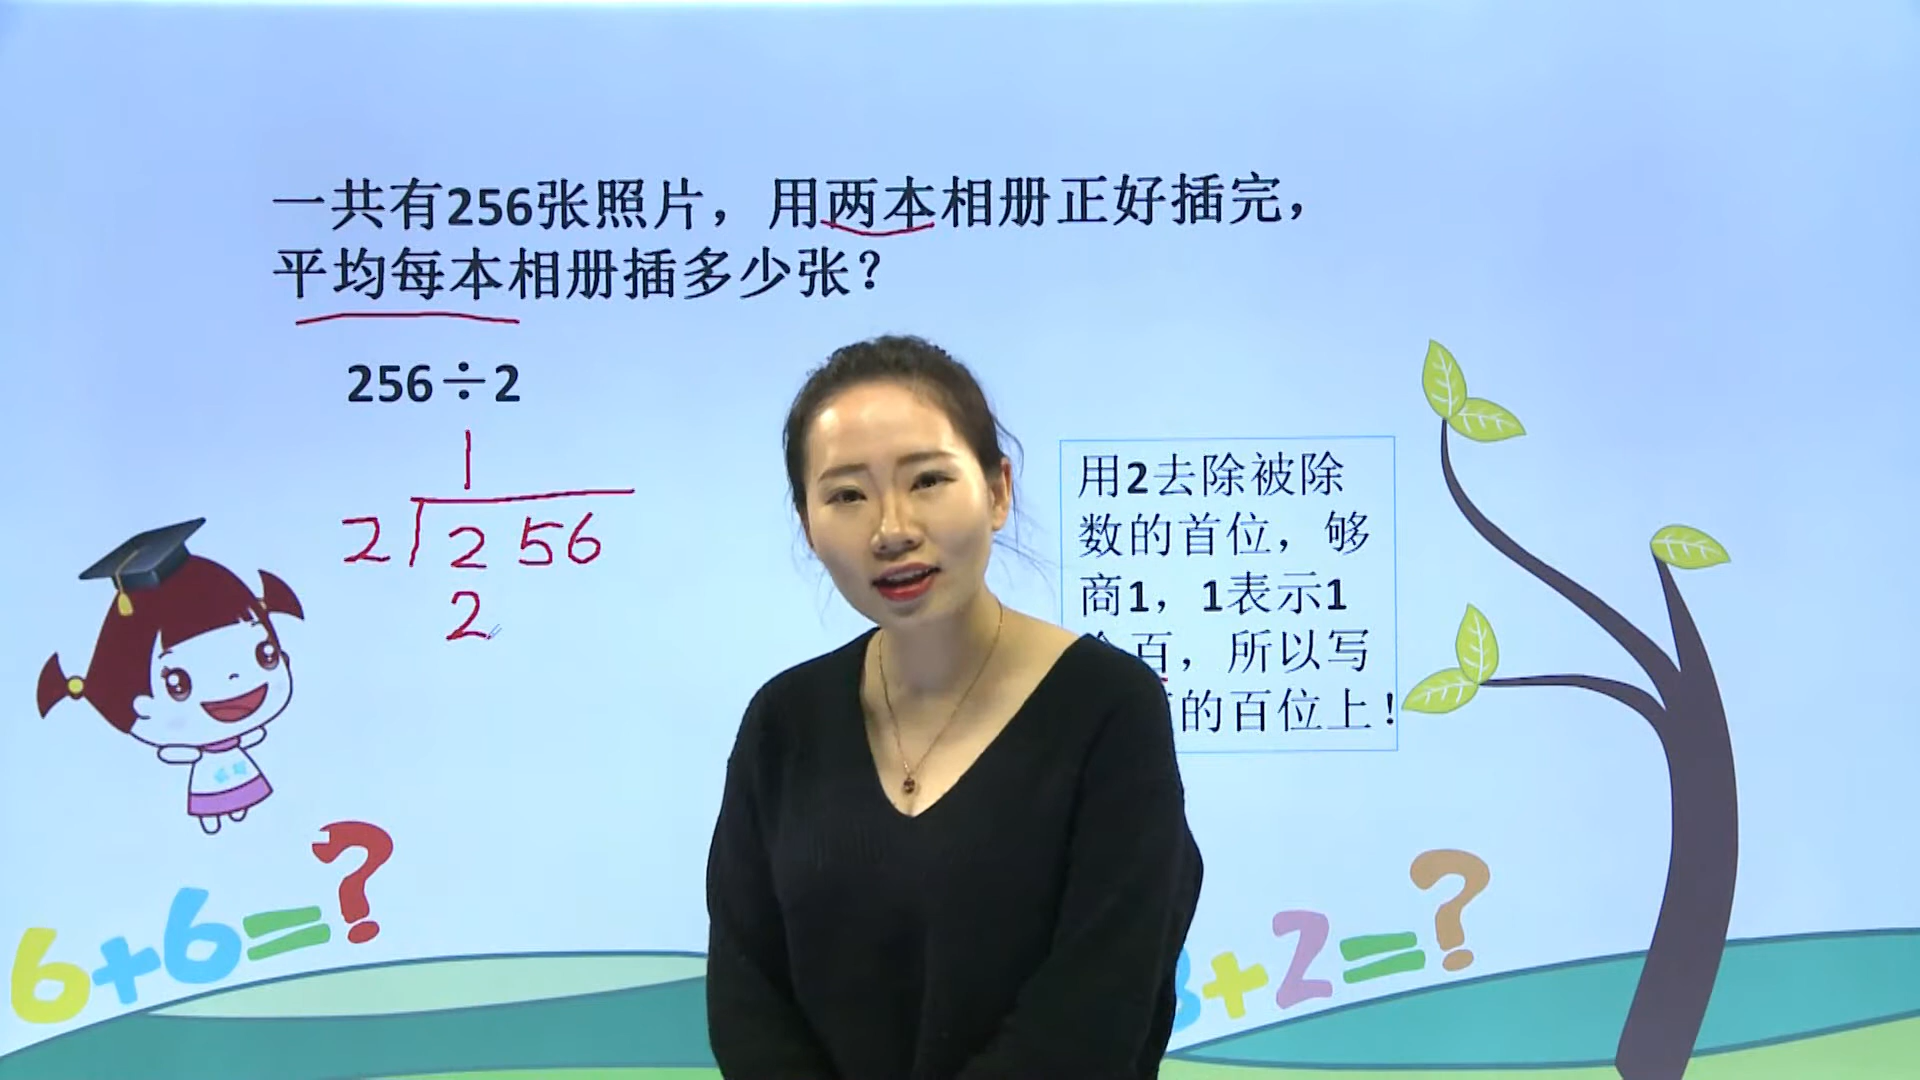 一共有256张照片，用两本相册正好插完，
平均每本相册插多少张？
256÷2
1
2 256
2
用2去除被除
数的首位，够
商1，1表示1
百，所以写
的百位上！
6+6=?
3+2=?